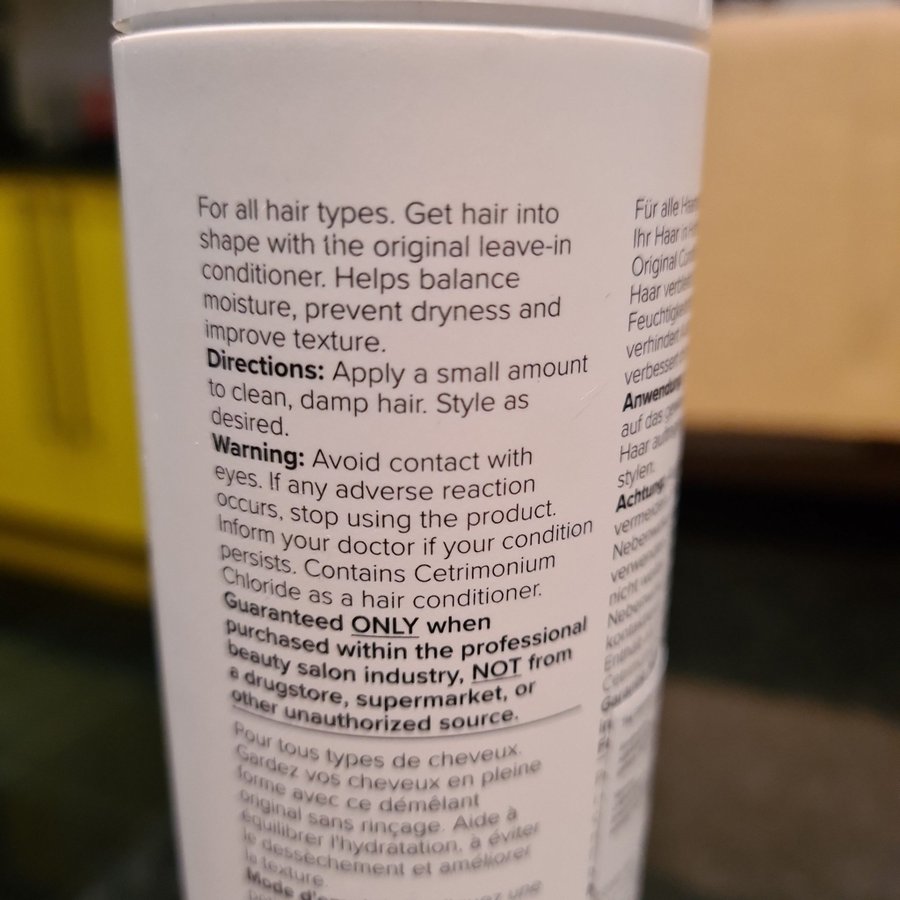 For all hair types. Get hair into
shape with the original leave-in
conditioner. Helps balance
moisture, prevent dryness and
improve texture.
Directions: Apply a small amount
to clean, damp hair. Style as
desired.
Warning: Avoid contact with
eyes. If any adverse reaction
occurs, stop using the product.
Inform your doctor if your condition
persists. Contains Cetrimonium
Chloride as a hair conditioner.
Guaranteed ONLY when
purchased within the professional
beauty salon industry, NOT from
a drugstore, supermarket, or
other unauthorized source.
Pour tous types de cheveux.
Gardez vos cheveux en pleine
forme avec ce démêlant
original sans rinçage. Aide à
équilibrer l'hydratation, à éviter
le dessèchement et améliorer
la texture.
Mode
Für alle
Ihr Haar in
Original
Haar
verhindert
auf das
Haar
stylen.
Achtung:
nicht